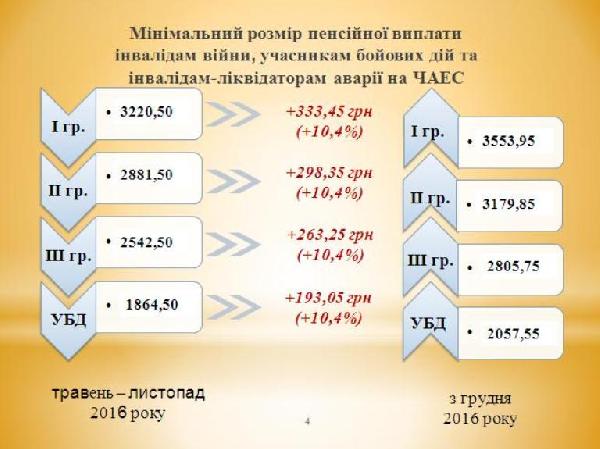 Мінімальний розмір пенсійної виплати
інвалідам війни, учасникам бойових дій та
інвалідам-ліквідаторам аварії на ЧАЕС
І гр.
• 3220,50
+333,45 грн
(+10,4%)
І гр.
• 3553,95
ІІ гр.
• 2881,50
+298,35 грн
(+10,4%)
ІІ гр.
• 3179,85
ІІІ гр.
• 2542,50
+263,25 грн
(+10,4%)
ІІІ гр.
• 2805,75
УБД
• 1864,50
+193,05 грн
(+10,4%)
УБД
• 2057,55
травень – листопад
2016 року
з грудня
2016 року
4